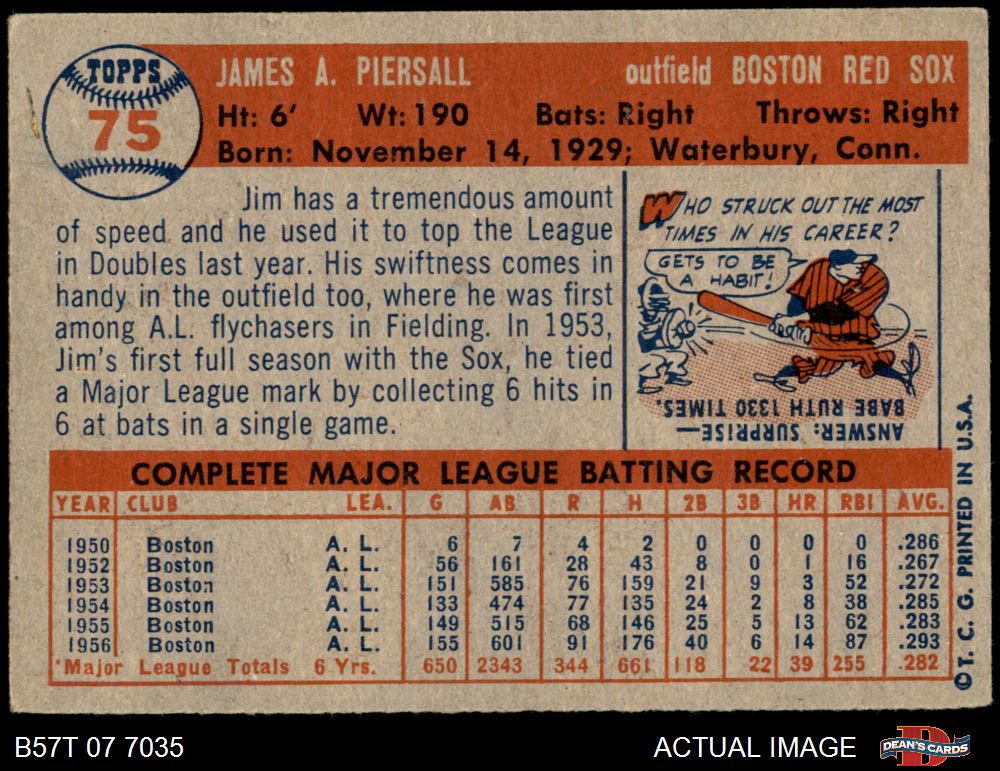 TOPPS
75
JAMES A. PIERSALL outfield BOSTON RED SOX
Ht: 6' Wt: 190 Bats: Right Throws: Right
Born: November 14, 1929; Waterbury, Conn.
Jim has a tremendous amount
of speed and he used it to top the League
in Doubles last year. His swiftness comes in
handy in the outfield too, where he was first
among A.L. flychasers in Fielding. In 1953,
Jim's first full season with the Sox, he tied
a Major League mark by collecting 6 hits in
6 at bats in a single game.
WHO STRUCK OUT THE MOST
TIMES IN HIS CAREER?
GETS TO BE
A HABIT!
ANSWER: SURPRISE—
BABE RUTH 1330 TIMES.
COMPLETE MAJOR LEAGUE BATTING RECORD
YEAR CLUB LEA. G AB R H 2B 3B HR RBI AVG.
1950 Boston A. L. 6 7 4 2 0 0 0 0 .286
1952 Boston A. L. 56 161 28 43 8 0 1 16 .267
1953 Boston A. L. 151 585 76 159 21 9 3 52 .272
1954 Boston A. L. 133 474 77 135 24 2 8 38 .285
1955 Boston A. L. 149 515 68 146 25 5 13 62 .283
1956 Boston A. L. 155 601 91 176 40 6 14 87 .293
*Major League Totals 6 Yrs. 650 2343 344 661 118 22 39 255 .282
©T. C. G. PRINTED IN U.S.A.
B57T 07 7035 ACTUAL IMAGE
D
DEAN'S CARDS